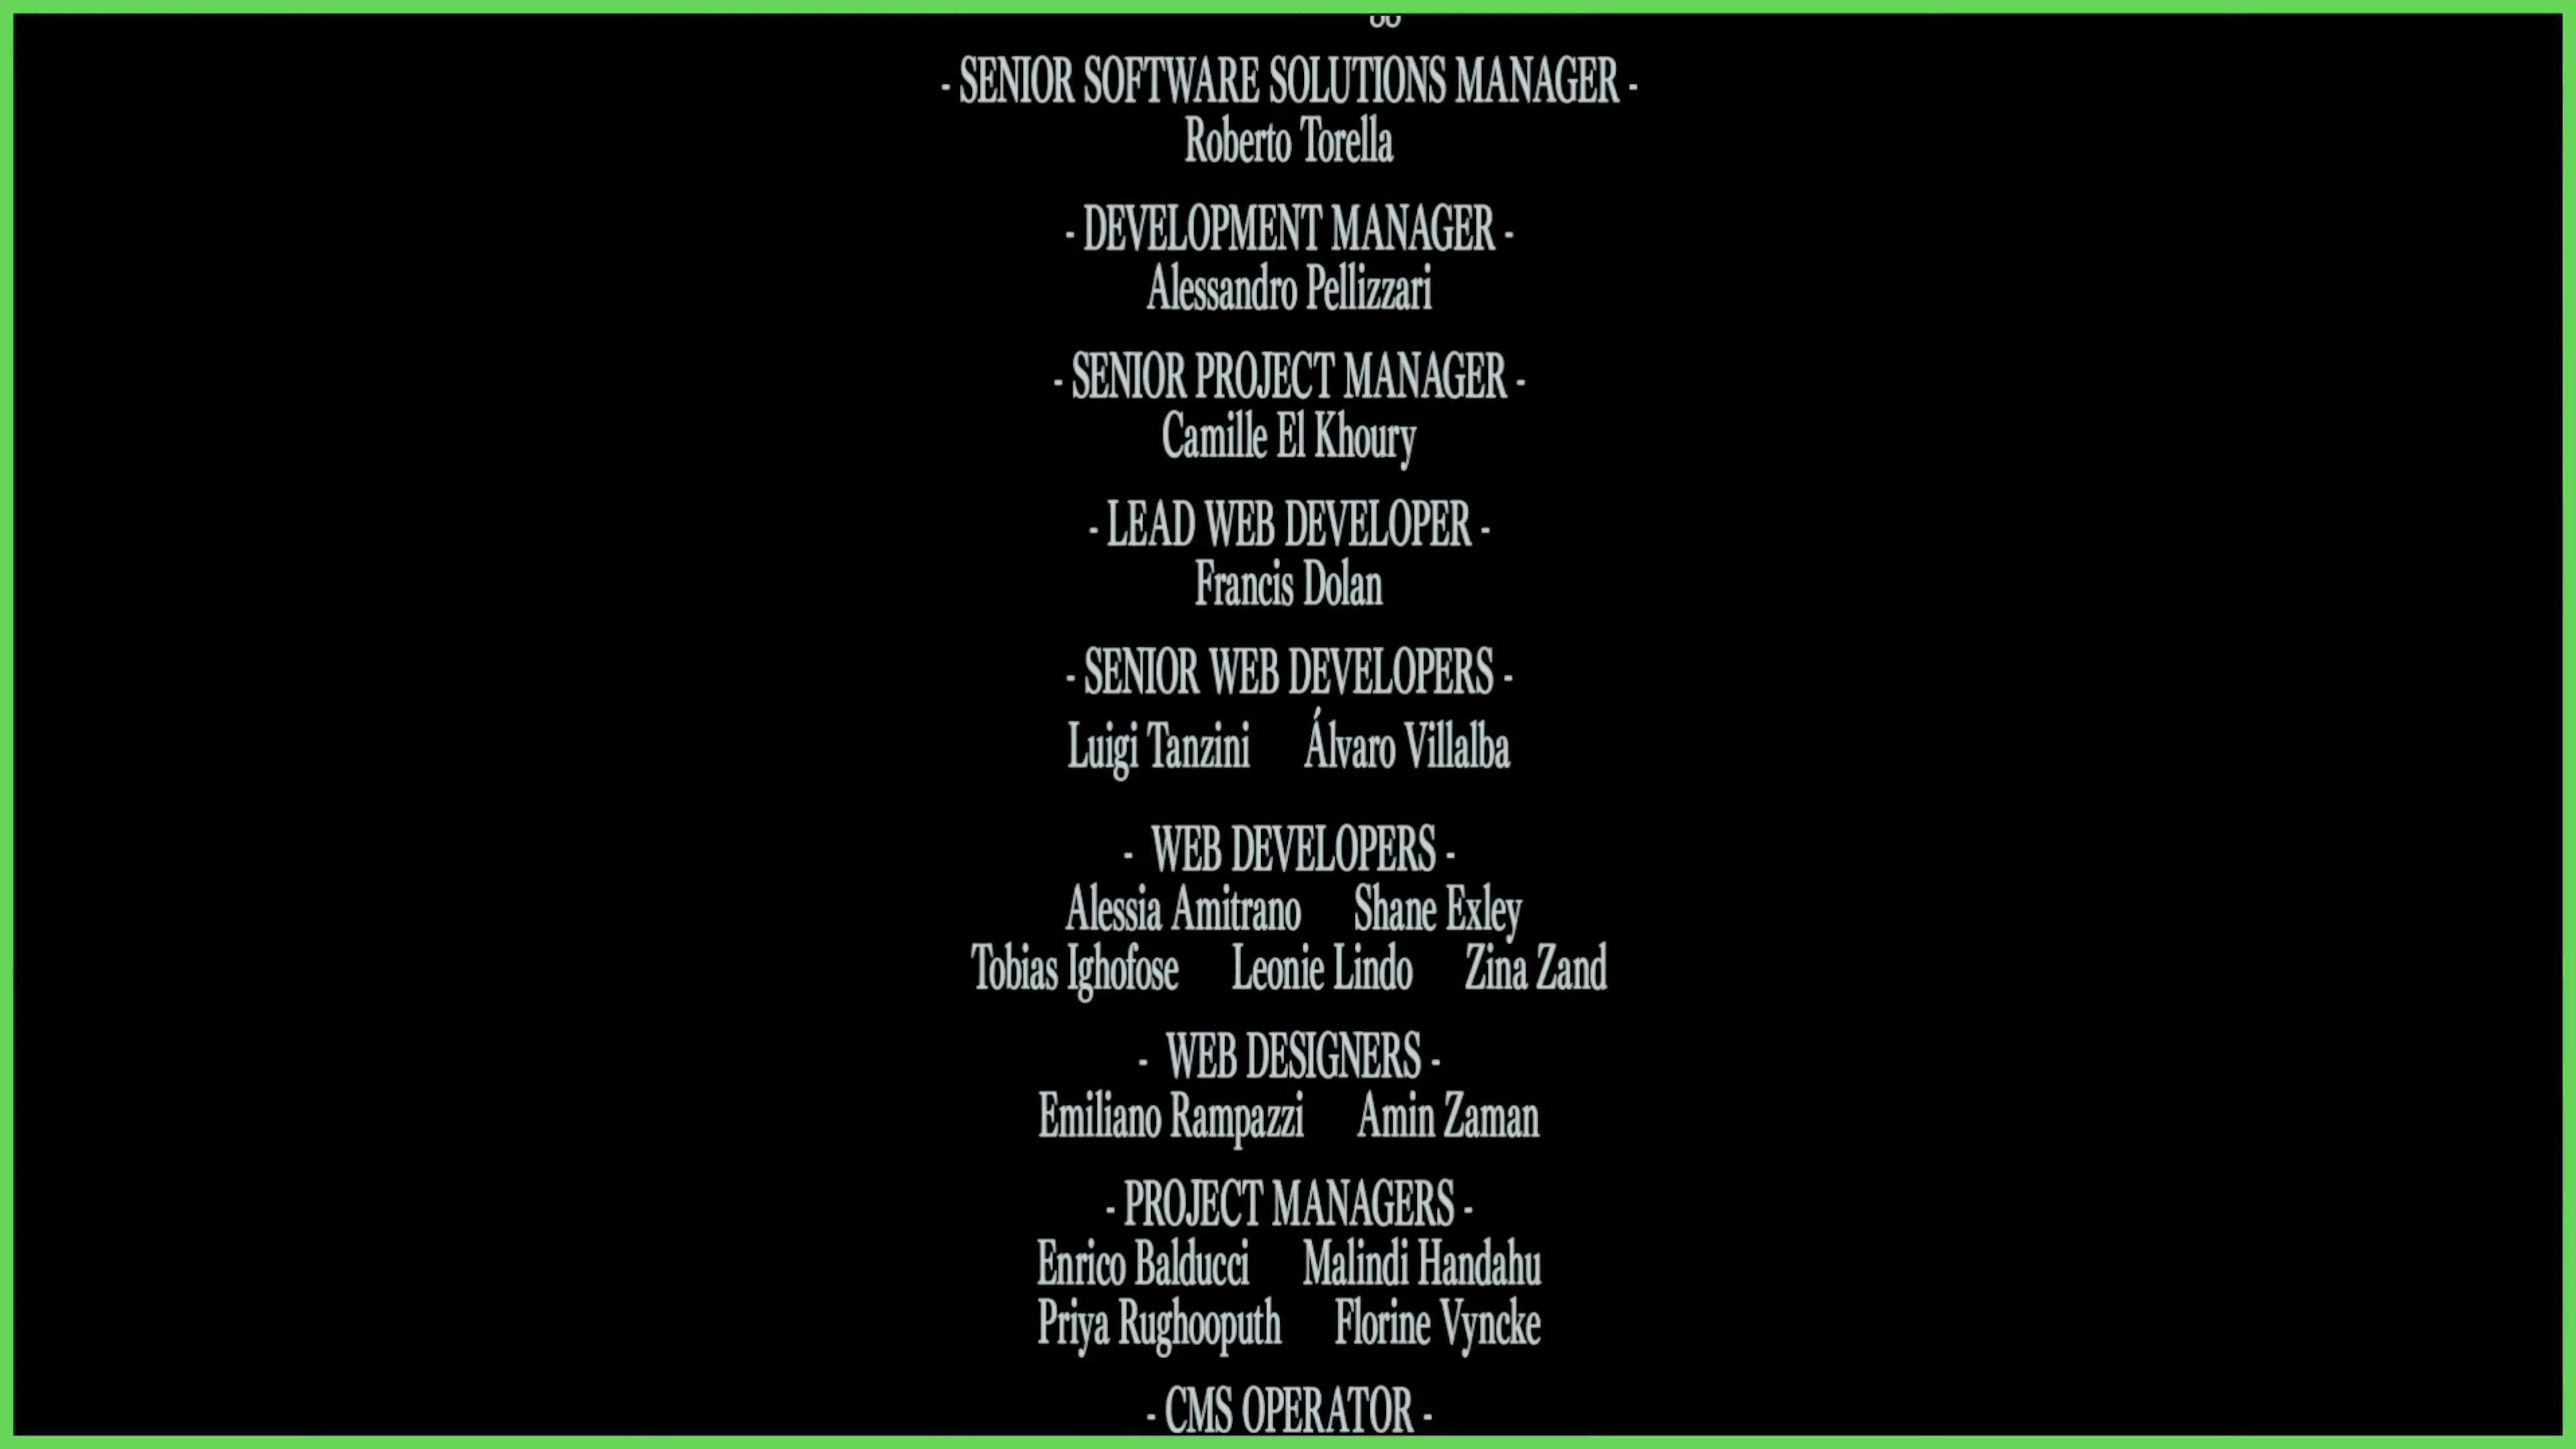 - SENIOR SOFTWARE SOLUTIONS MANAGER -
Roberto Torella
- DEVELOPMENT MANAGER -
Alessandro Pellizzari
- SENIOR PROJECT MANAGER -
Camille El Khoury
- LEAD WEB DEVELOPER -
Francis Dolan
- SENIOR WEB DEVELOPERS -
Luigi Tanzini Álvaro Villalba
- WEB DEVELOPERS -
Alessia Amitrano Shane Exley
Tobias Ighofose Leonie Lindo Zina Zand
- WEB DESIGNERS -
Emiliano Rampazzi Amin Zaman
- PROJECT MANAGERS -
Enrico Balducci Malindi Handahu
Priya Rughooputh Florine Vyncke
- CMS OPERATOR -